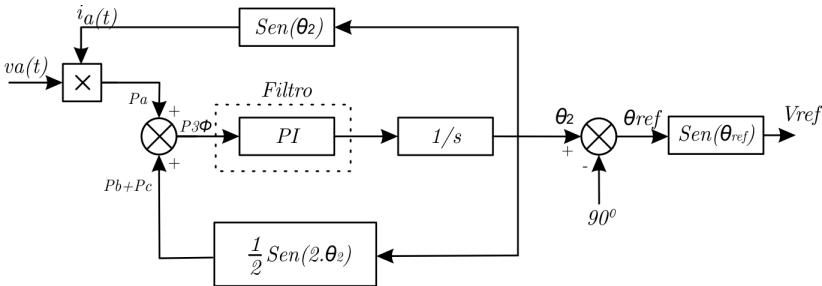 i a(t)
Sen(θ2)
va(t)
×
Pa
+
Filtro
P3Φ
PI
1/s
θ2
+
-
θref
Sen(θref)
Vref
+
Pb+Pc
90⁰
1/2 Sen(2.θ2)